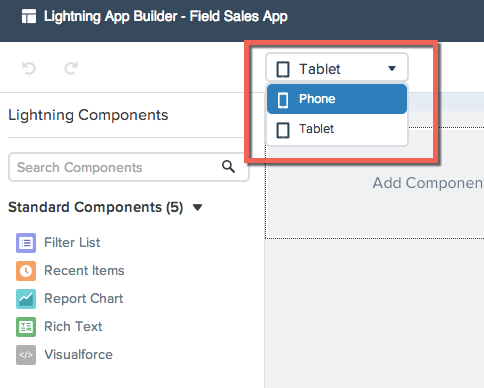 Lightning App Builder - Field Sales App
Tablet
Phone
Tablet
Lightning Components
Search Components
Add Componen
Standard Components (5)
Filter List
Recent Items
Report Chart
Rich Text
</> Visualforce